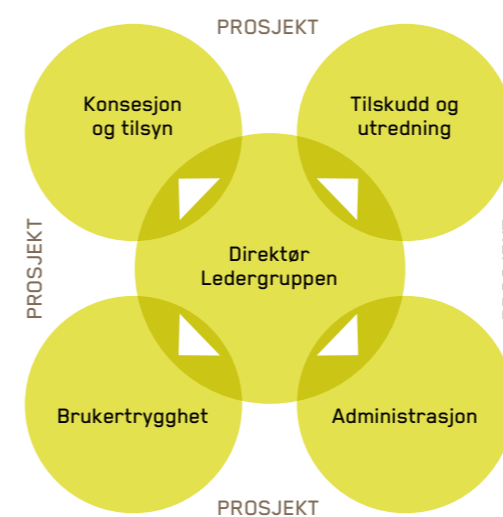 PROSJEKT
Konsesjon
og tilsyn
Tilskudd og
utredning
PROSJEKT
Direktør
Ledergruppen
Brukertrygghet
Administrasjon
PROSJEKT